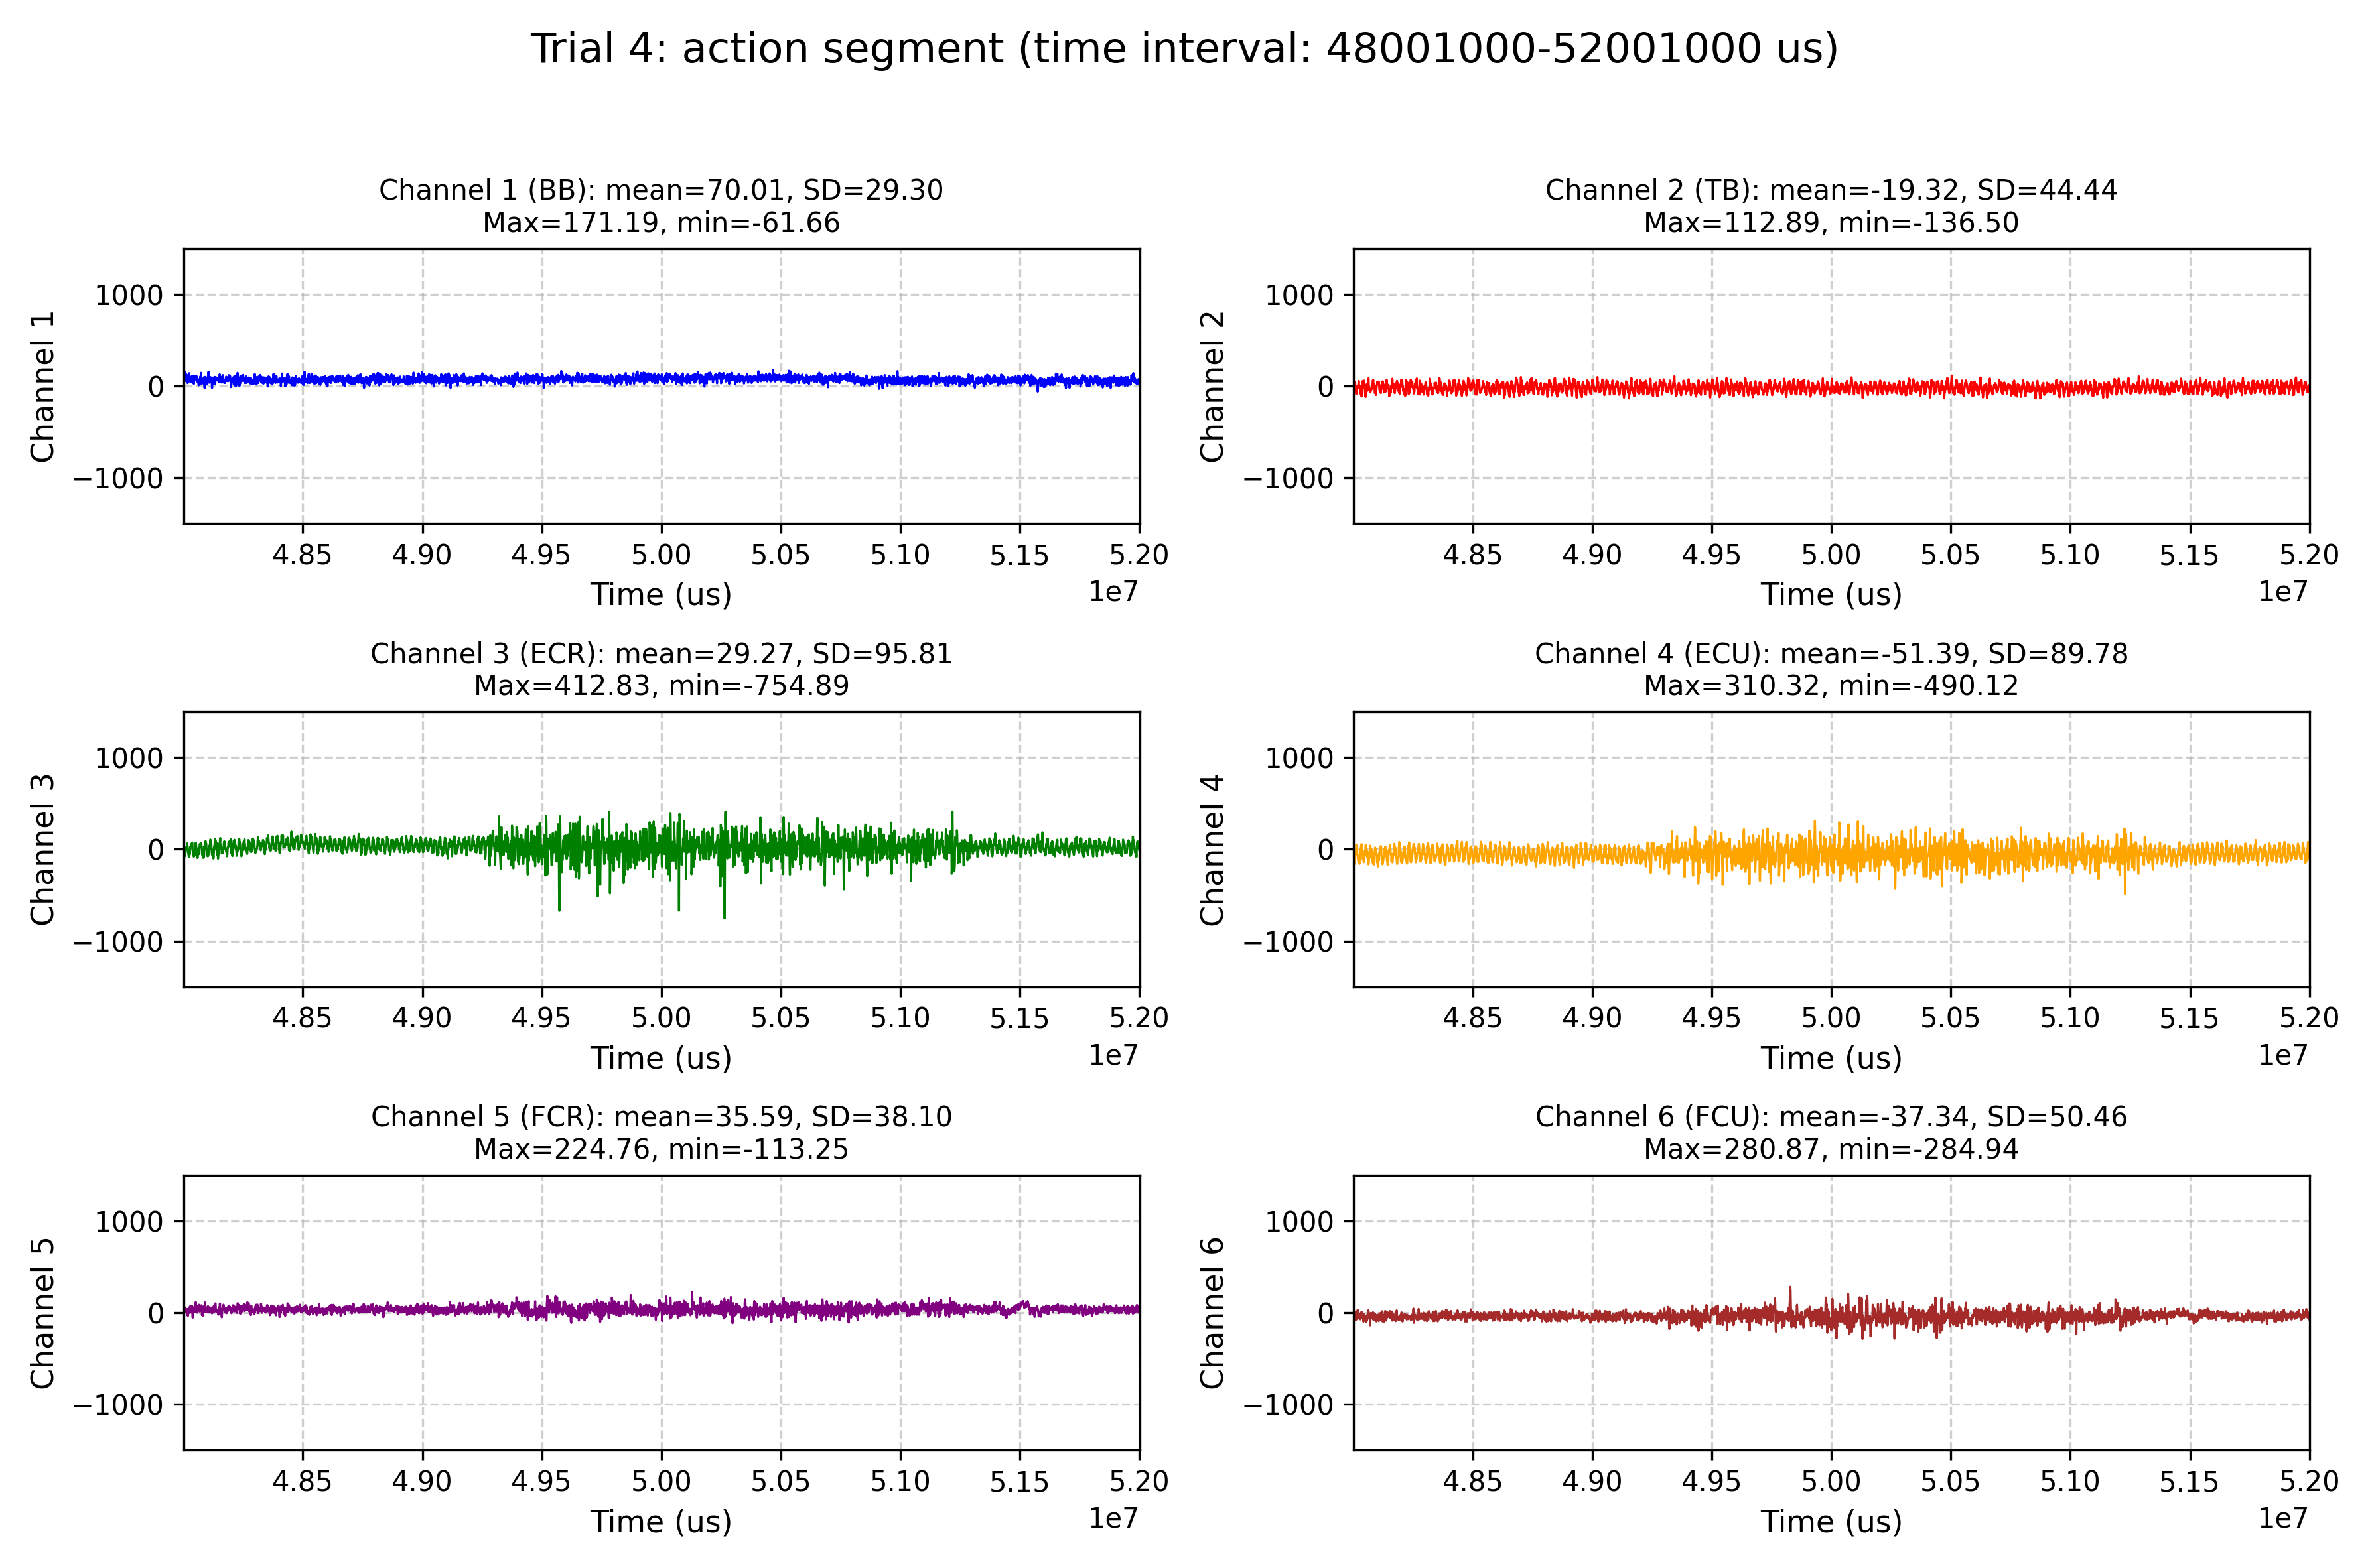 Trial 4: action segment (time interval: 48001000-52001000 us)
Channel 1 (BB): mean=70.01, SD=29.30
Max=171.19, min=-61.66
Channel 1
1000
0
−1000
4.85 4.90 4.95 5.00 5.05 5.10 5.15 5.20
Time (us)
1e7
Channel 2 (TB): mean=-19.32, SD=44.44
Max=112.89, min=-136.50
Channel 2
1000
0
−1000
4.85 4.90 4.95 5.00 5.05 5.10 5.15 5.20
Time (us)
1e7
Channel 3 (ECR): mean=29.27, SD=95.81
Max=412.83, min=-754.89
Channel 3
1000
0
−1000
4.85 4.90 4.95 5.00 5.05 5.10 5.15 5.20
Time (us)
1e7
Channel 4 (ECU): mean=-51.39, SD=89.78
Max=310.32, min=-490.12
Channel 4
1000
0
−1000
4.85 4.90 4.95 5.00 5.05 5.10 5.15 5.20
Time (us)
1e7
Channel 5 (FCR): mean=35.59, SD=38.10
Max=224.76, min=-113.25
Channel 5
1000
0
−1000
4.85 4.90 4.95 5.00 5.05 5.10 5.15 5.20
Time (us)
1e7
Channel 6 (FCU): mean=-37.34, SD=50.46
Max=280.87, min=-284.94
Channel 6
1000
0
−1000
4.85 4.90 4.95 5.00 5.05 5.10 5.15 5.20
Time (us)
1e7